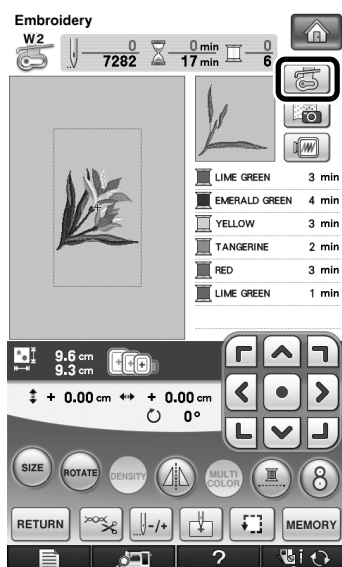 Embroidery
W2
0 0 min 0
7282 17 min 6
LIME GREEN 3 min
EMERALD GREEN 4 min
YELLOW 3 min
TANGERINE 2 min
RED 3 min
LIME GREEN 1 min
9.6 cm
9.3 cm
+ 0.00 cm + 0.00 cm
0°
SIZE ROTATE DENSITY MULTI COLOR 8
RETURN -/+ MEMORY
? i